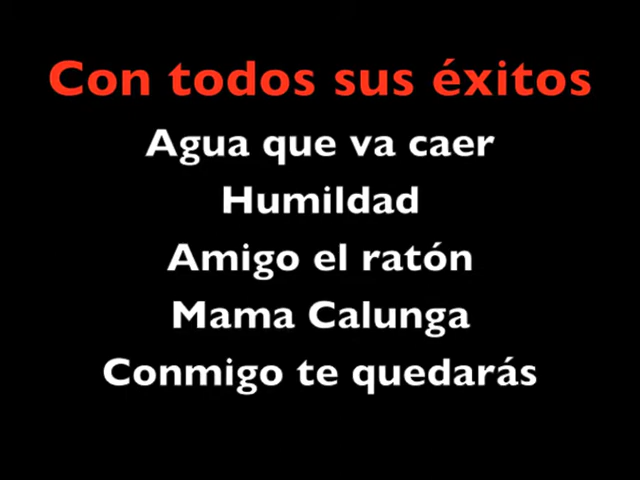 Con todos sus éxitos
Agua que va caer
Humildad
Amigo el ratón
Mama Calunga
Conmigo te quedarás